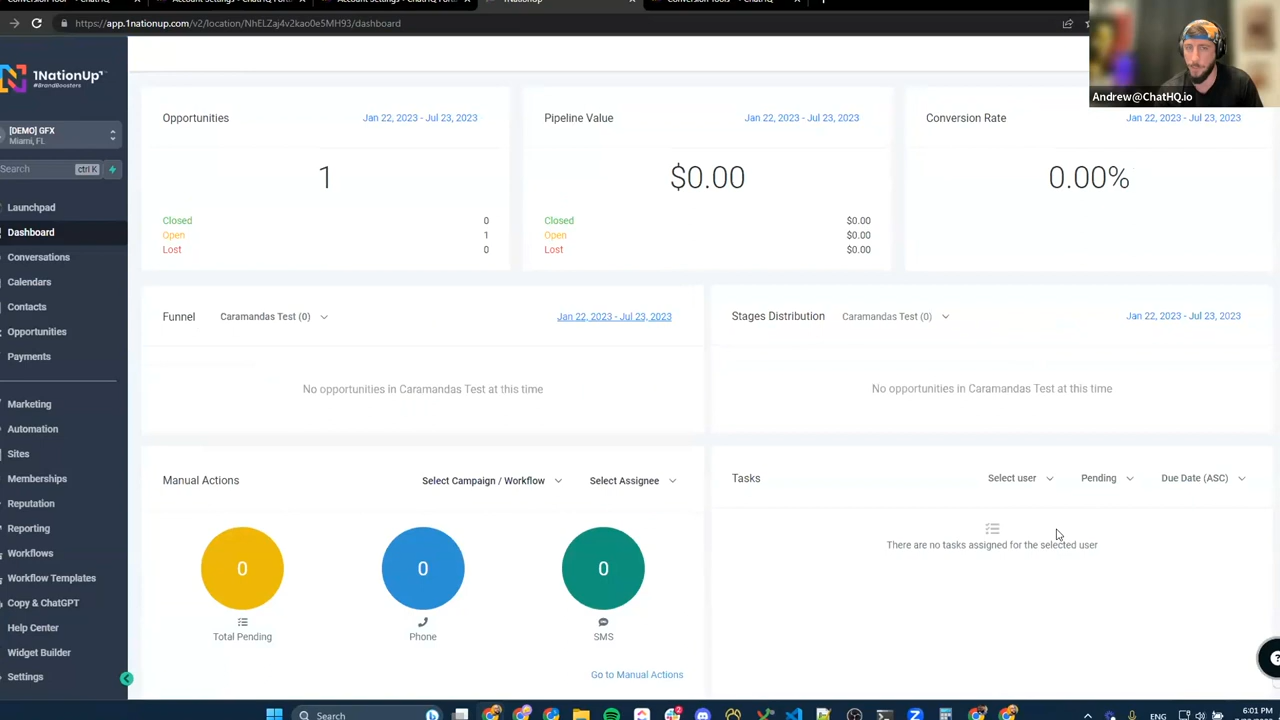 https://app.1nationup.com/v2/location/NhELZaj4v2kao0e5MH93/dashboard
Andrew@ChatHQ.io
1NATIONUP
#BrandBoosters
[DEMO] GFX
Miami, FL
Search ctrl K
Launchpad
Dashboard
Conversations
Calendars
Contacts
Opportunities
Payments
Marketing
Automation
Sites
Memberships
Reputation
Reporting
Workflows
Workflow Templates
Copy & ChatGPT
Help Center
Widget Builder
Settings
Opportunities Jan 22, 2023 - Jul 23, 2023
1
Closed 0
Open 1
Lost 0
Pipeline Value Jan 22, 2023 - Jul 23, 2023
$0.00
Closed $0.00
Open $0.00
Lost $0.00
Conversion Rate Jan 22, 2023 - Jul 23, 2023
0.00%
Funnel Caramandas Test (0) Jan 22, 2023 - Jul 23, 2023
No opportunities in Caramandas Test at this time
Stages Distribution Caramandas Test (0) Jan 22, 2023 - Jul 23, 2023
No opportunities in Caramandas Test at this time
Manual Actions Select Campaign / Workflow Select Assignee
0 0 0
Total Pending Phone SMS
Go to Manual Actions
Tasks Select user Pending Due Date (ASC)
There are no tasks assigned for the selected user
Search ENG 6:01 PM